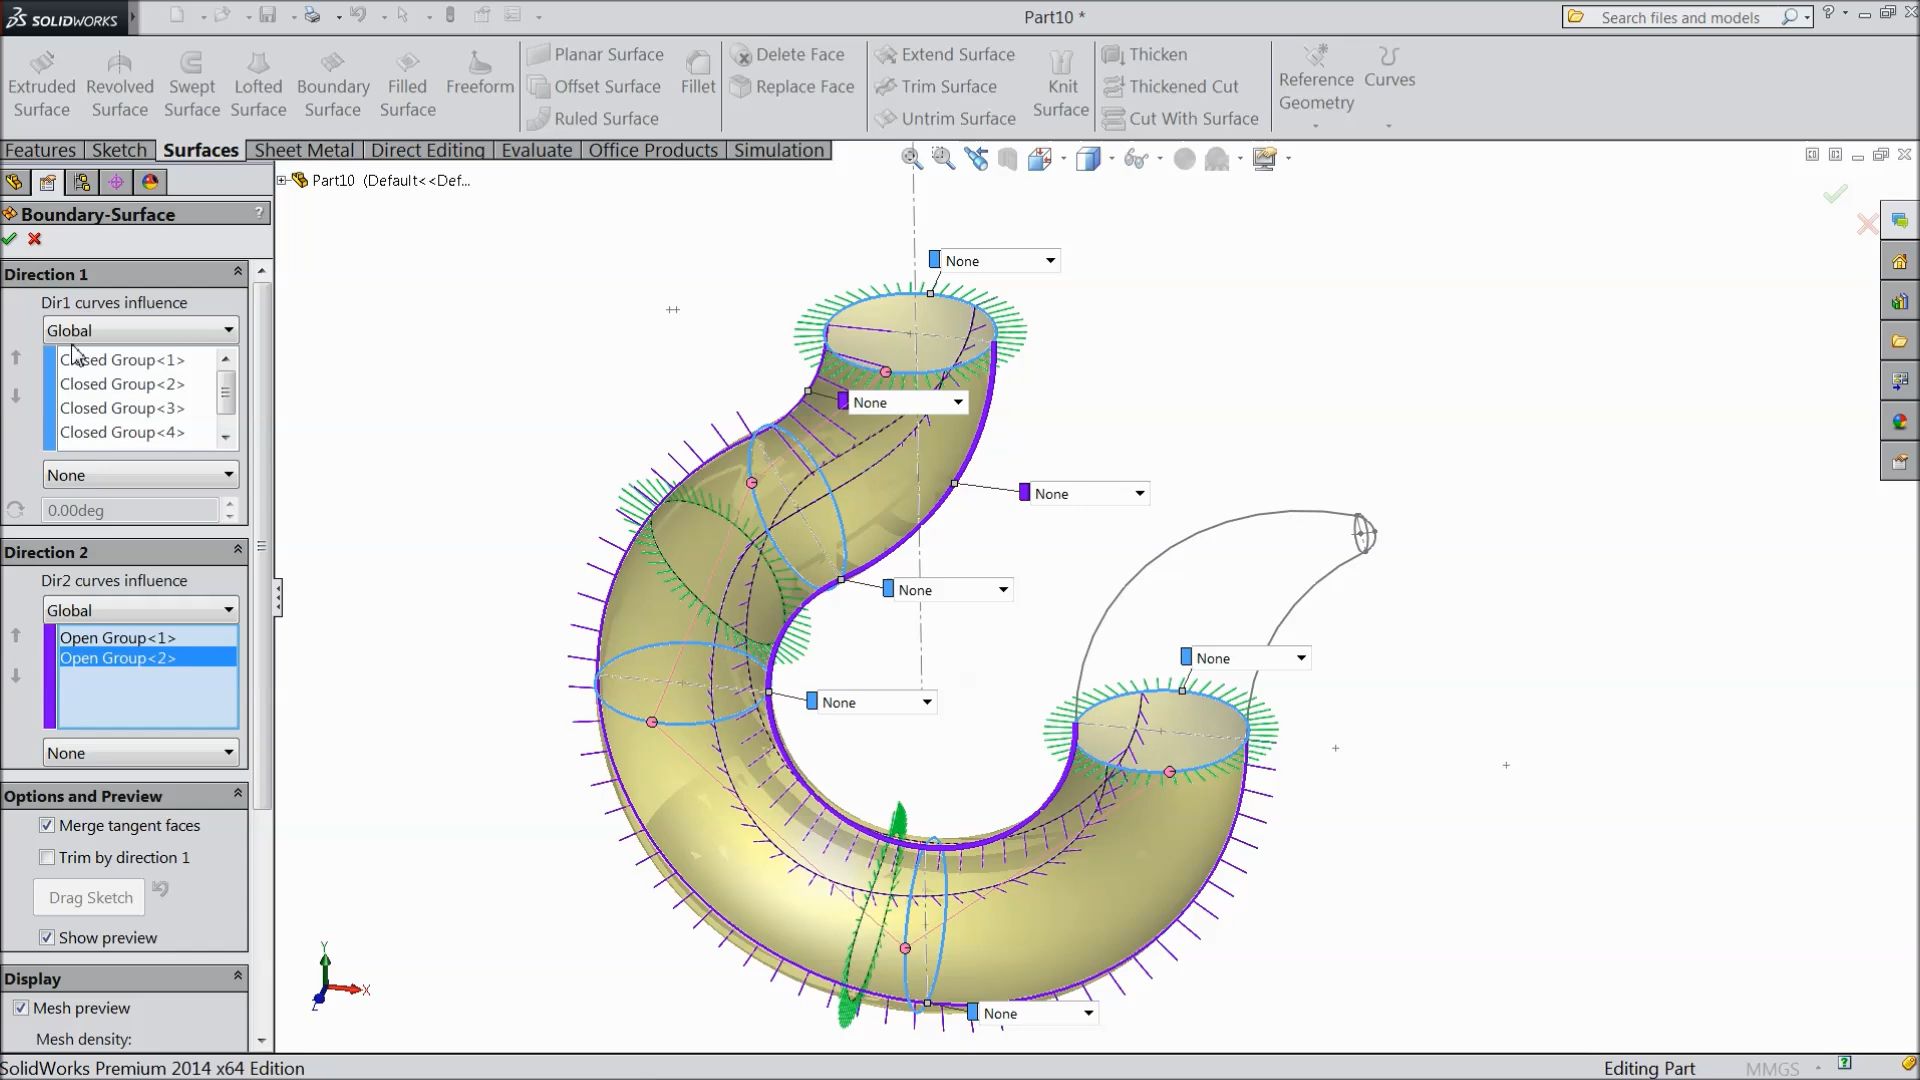 SOLIDWORKS
Part10 *
Search files and models
Extruded Surface
Revolved Surface
Swept Surface
Lofted Surface
Boundary Surface
Filled Surface
Freeform
Planar Surface
Offset Surface
Ruled Surface
Fillet
Delete Face
Replace Face
Extend Surface
Trim Surface
Untrim Surface
Knit Surface
Thicken
Thickened Cut
Cut With Surface
Reference Geometry
Curves
Features
Sketch
Surfaces
Sheet Metal
Direct Editing
Evaluate
Office Products
Simulation
Part10 (Default<<Def...
Boundary-Surface
?
Direction 1
Dir1 curves influence
Global
Closed Group<1>
Closed Group<2>
Closed Group<3>
Closed Group<4>
None
0.00deg
Direction 2
Dir2 curves influence
Global
Open Group<1>
Open Group<2>
None
Options and Preview
Merge tangent faces
Trim by direction 1
Drag Sketch
Show preview
Display
Mesh preview
Mesh density:
None
None
None
None
None
None
None
Y
X
Z
SolidWorks Premium 2014 x64 Edition
Editing Part
MMGS